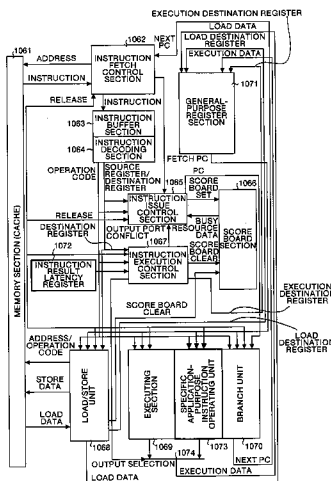 EXECUTION DESTINATION REGISTER
LOAD DATA
LOAD DESTINATION
REGISTER
EXECUTION DATA
1061
1062
NEXT
PC
ADDRESS
INSTRUCTION
FETCH
CONTROL
SECTION
INSTRUCTION
RELEASE
INSTRUCTION
1071
GENERAL-
PURPOSE
REGISTER
SECTION
1063
INSTRUCTION
BUFFER
SECTION
1064
INSTRUCTION
DECODING
SECTION
FETCH PC
OPERATION
CODE
SOURCE
REGISTER/
DESTINATION
REGISTER
PC
1065
1066
SCORE
BOARD
SET
INSTRUCTION
ISSUE
CONTROL
SECTION
RELEASE
BUSY
RESOURCE
DATA
SCORE
BOARD
SECTION
DESTINATION
REGISTER
OUTPUT PORT
CONFLICT
1067
1072
INSTRUCTION
EXECUTION
CONTROL
SECTION
SCORE
BOARD
CLEAR
INSTRUCTION
RESULT
LATENCY
REGISTER
MEMORY SECTION (CACHE)
SCORE BOARD
CLEAR
EXECUTION
DESTINATION
REGISTER
LOAD
DESTINATION
REGISTER
ADDRESS/
OPERATION
CODE
STORE
DATA
LOAD
DATA
LOAD/STORE
UNIT
EXECUTING
SECTION
SPECIFIC
APPLICATION-
PURPOSE
INSTRUCTION
OPERATING UNIT
BRANCH UNIT
1068
1069
1073
1070
1074
NEXT PC
OUTPUT SELECTION
EXECUTION DATA
LOAD DATA